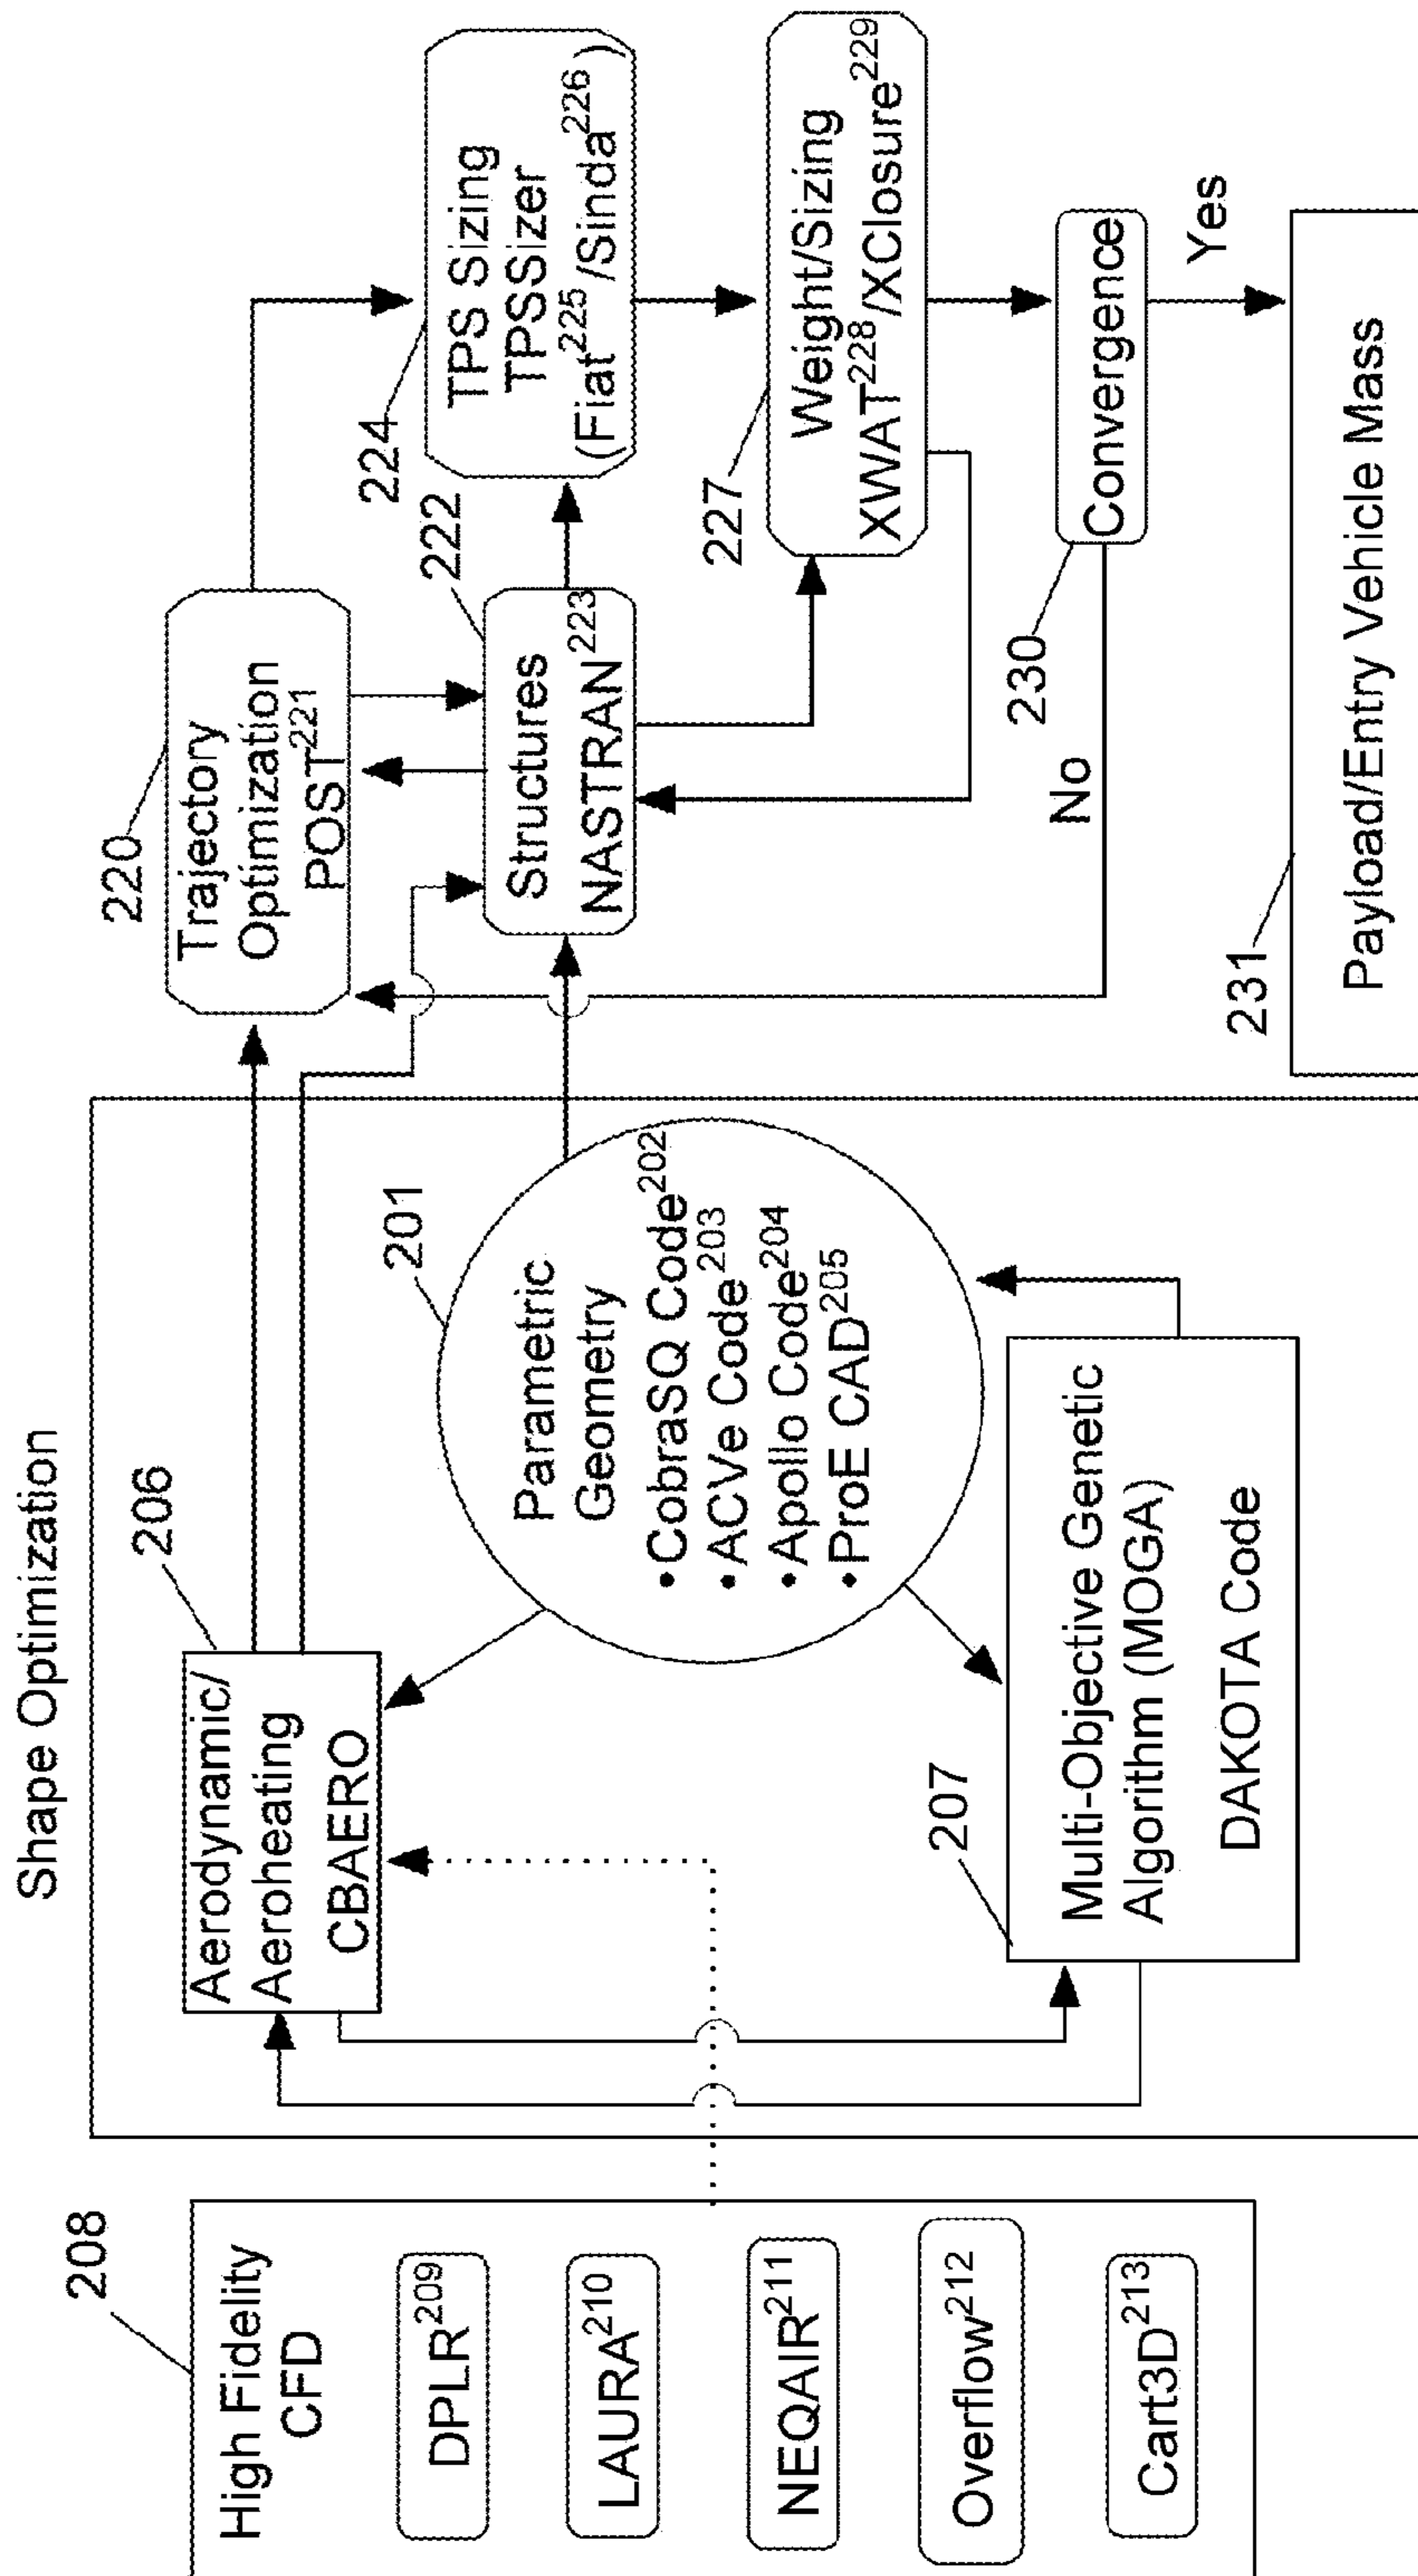 Shape Optimization
208
High Fidelity
CFD
DPLR209
LAURA210
NEQAIR211
Overflow212
Cart3D213
206
Aerodynamic/
Aeroheating
CBAERO
201
Parametric
Geometry
•CobraSQ Code202
•ACVe Code203
•Apollo Code204
•ProE CAD205
207
Multi-Objective Genetic
Algorithm (MOGA)
DAKOTA Code
220
Trajectory
Optimization
POST221
222
Structures
NASTRAN223
224
TPS Sizing
TPSSizer
(Fiat225/Sinda226)
227
Weight/Sizing
XWAT228/XClosure229
230
Convergence
No
Yes
231
Payload/Entry Vehicle Mass